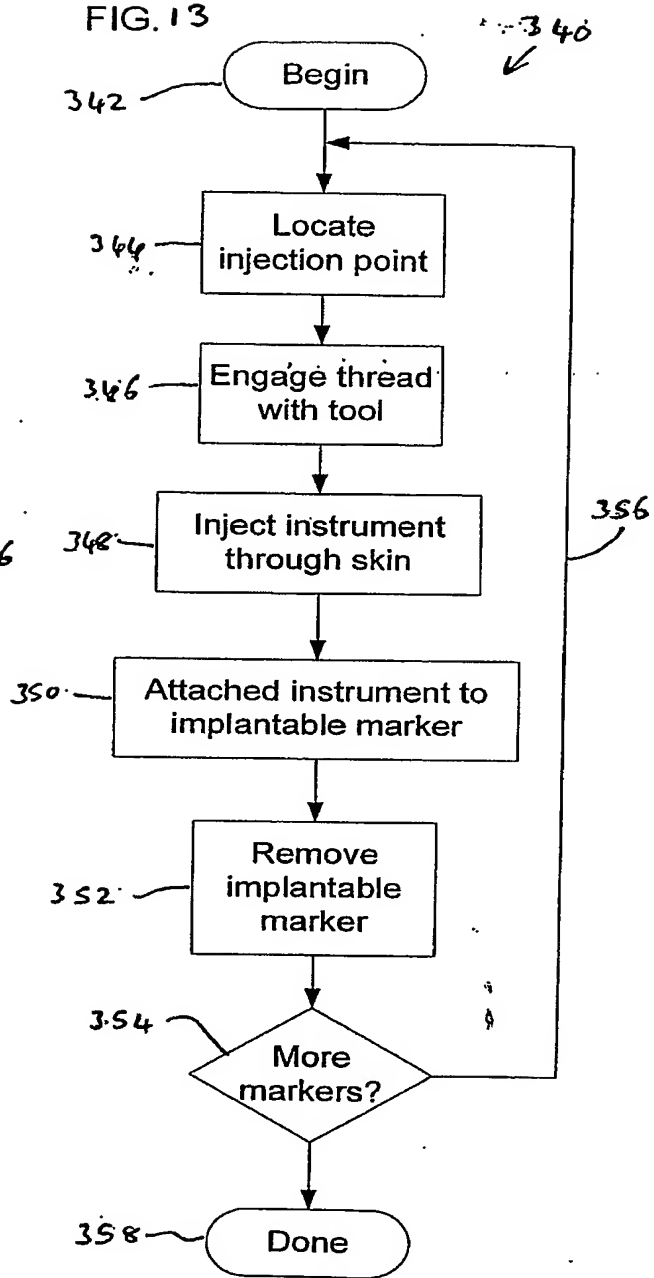 FIG. 13
340
Begin
342
Locate
injection point
344
Engage thread
with tool
346
Inject instrument
through skin
348
356
6
Attached instrument to
implantable marker
350
Remove
implantable
marker
352
354
More
markers?
358
Done